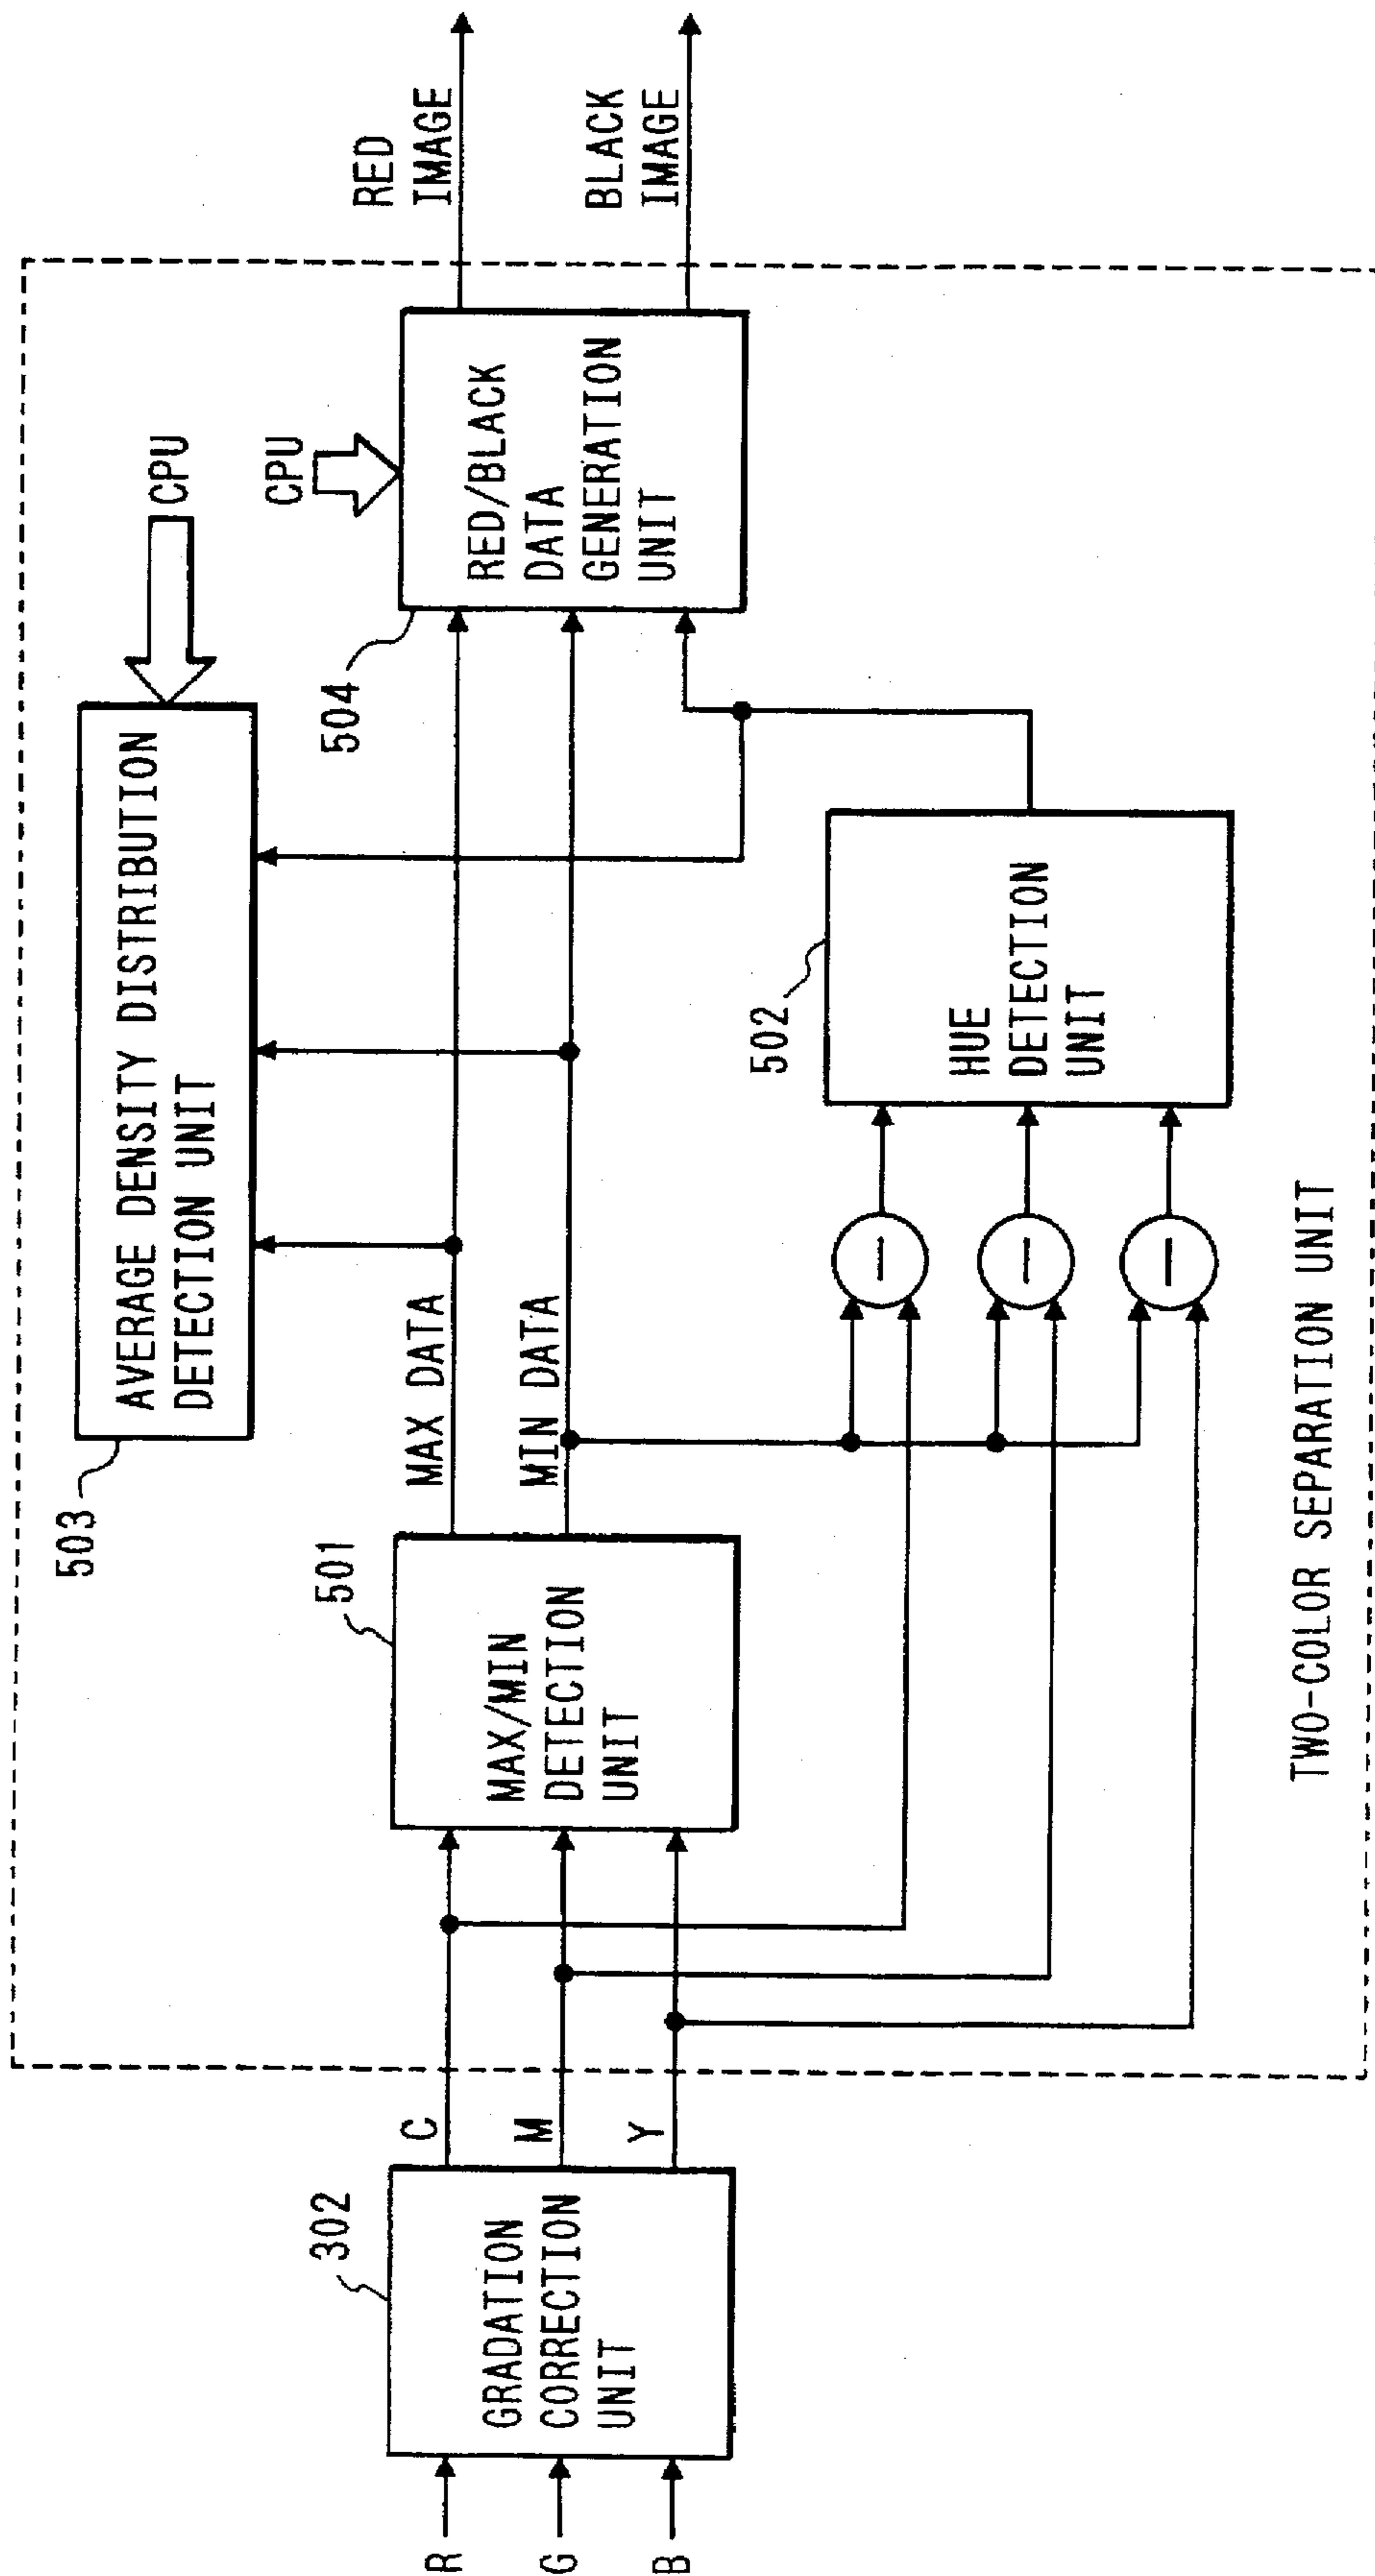 R
G
B
302
GRADATION
CORRECTION
UNIT
C
M
Y
501
MAX/MIN
DETECTION
UNIT
MAX DATA
MIN DATA
503
AVERAGE DENSITY DISTRIBUTION
DETECTION UNIT
CPU
502
HUE
DETECTION
UNIT
504
CPU
RED/BLACK
DATA
GENERATION
UNIT
RED
IMAGE
BLACK
IMAGE
TWO-COLOR SEPARATION UNIT